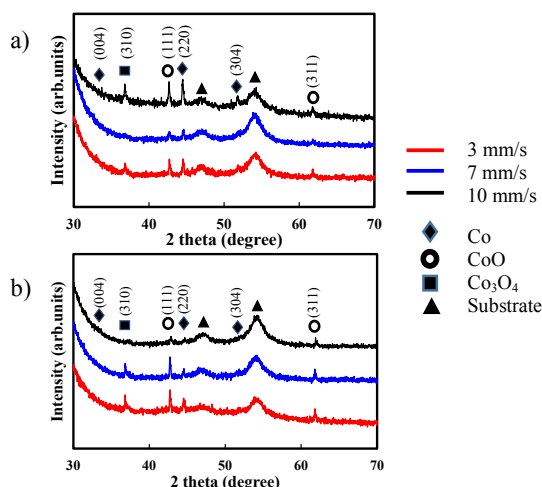 a)
Intensity (arb.units)
(004)
(310)
(111)
(220)
(304)
(311)
30 40 50 60 70
2 theta (degree)
3 mm/s
7 mm/s
10 mm/s
Co
CoO
Co₃O₄
Substrate
b)
Intensity (arb.units)
(004)
(310)
(111)
(220)
(304)
(311)
30 40 50 60 70
2 theta (degree)